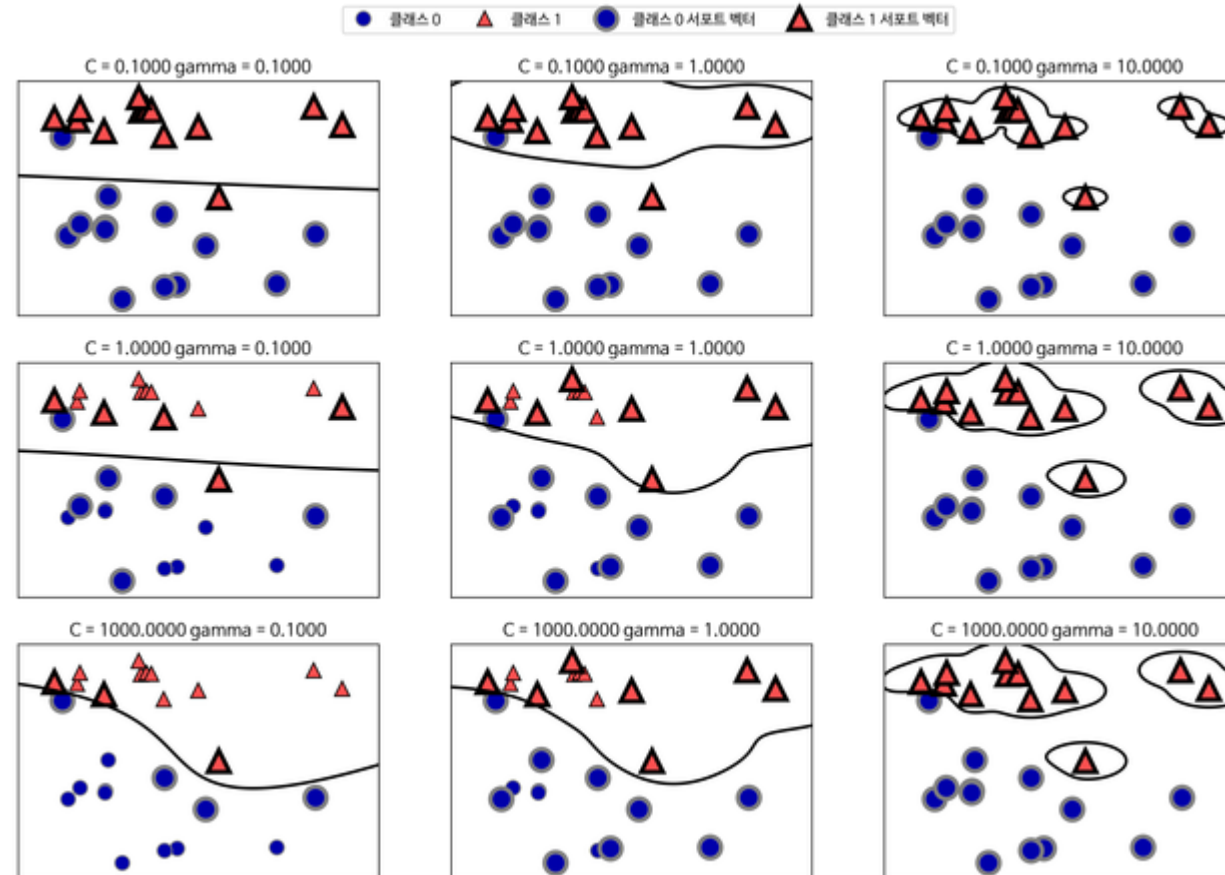 클래스 0 클래스 1 클래스 0 서포트 벡터 클래스 1 서포트 벡터
C = 0.1000 gamma = 0.1000 C = 0.1000 gamma = 1.0000 C = 0.1000 gamma = 10.0000
C = 1.0000 gamma = 0.1000 C = 1.0000 gamma = 1.0000 C = 1.0000 gamma = 10.0000
C = 1000.0000 gamma = 0.1000 C = 1000.0000 gamma = 1.0000 C = 1000.0000 gamma = 10.0000